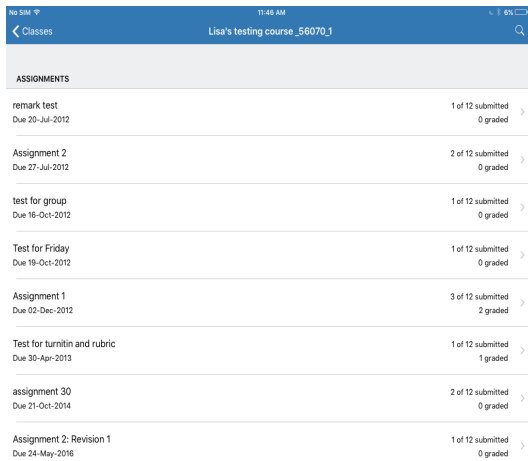 No SIM 11:46 AM 6%
Classes Lisa's testing course _56070_1
ASSIGNMENTS
remark test 1 of 12 submitted
Due 20-Jul-2012 0 graded
Assignment 2 2 of 12 submitted
Due 27-Jul-2012 0 graded
test for group 1 of 12 submitted
Due 16-Oct-2012 0 graded
Test for Friday 1 of 12 submitted
Due 19-Oct-2012 0 graded
Assignment 1 3 of 12 submitted
Due 02-Dec-2012 2 graded
Test for turnitin and rubric 1 of 12 submitted
Due 30-Apr-2013 1 graded
assignment 30 2 of 12 submitted
Due 21-Oct-2014 0 graded
Assignment 2: Revision 1 1 of 12 submitted
Due 24-May-2016 0 graded